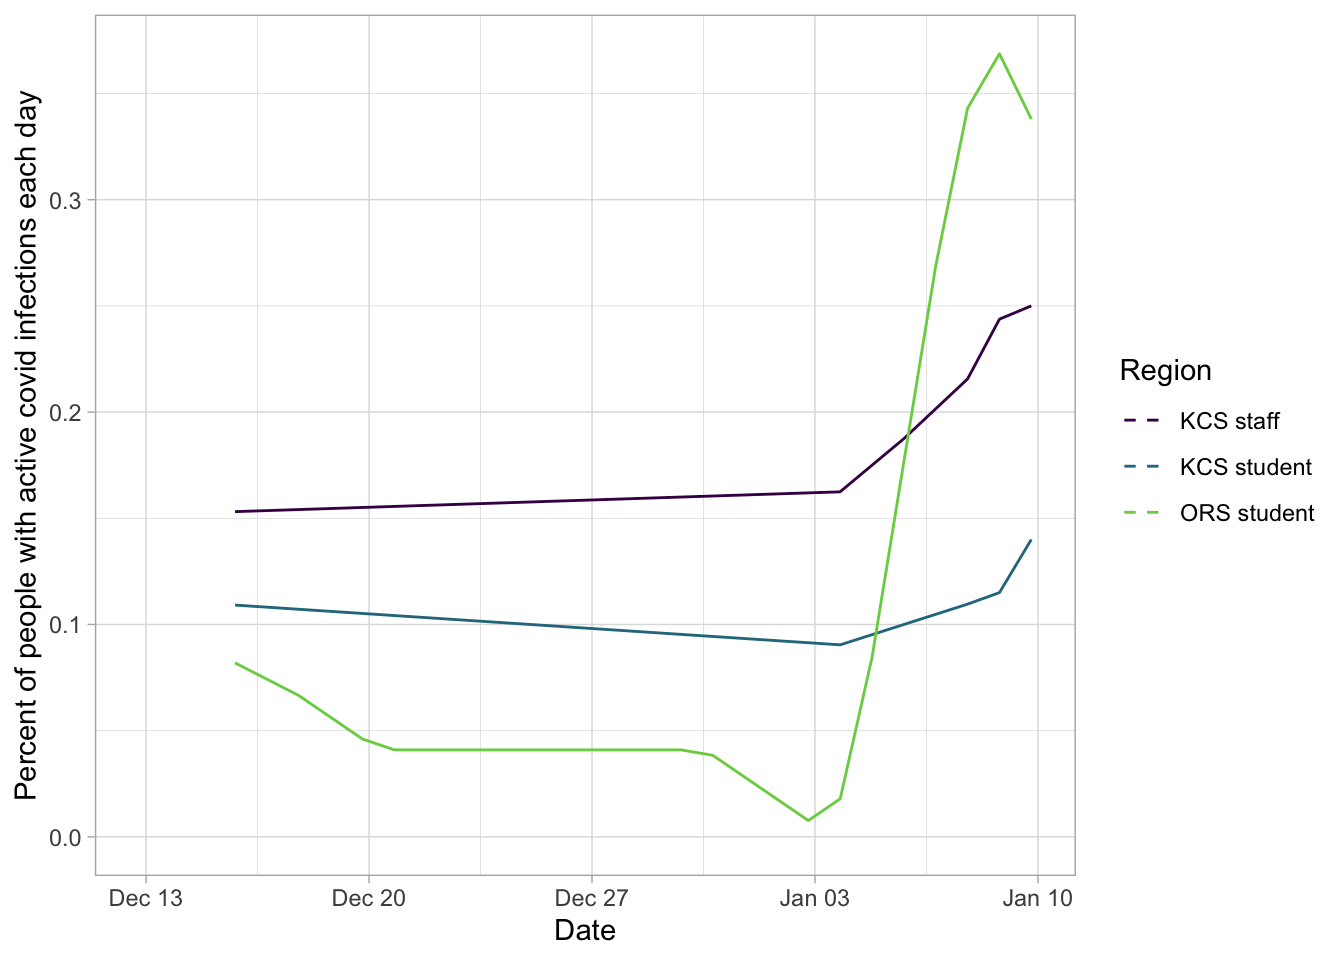 Percent of people with active covid infections each day
0.3
0.2
0.1
0.0
Dec 13 Dec 20 Dec 27 Jan 03 Jan 10
Date
Region
KCS staff
KCS student
ORS student